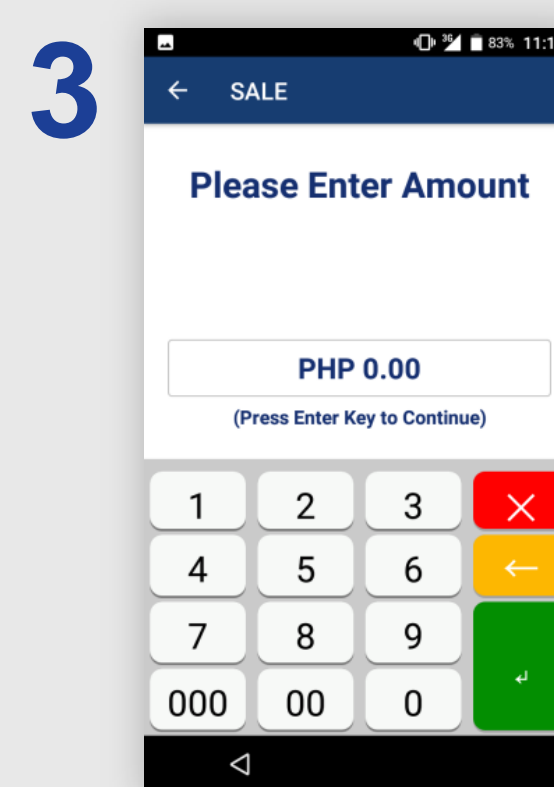 3
3G 83% 11:1
SALE
Please Enter Amount
PHP 0.00
(Press Enter Key to Continue)
1 2 3
4 5 6
7 8 9
000 00 0